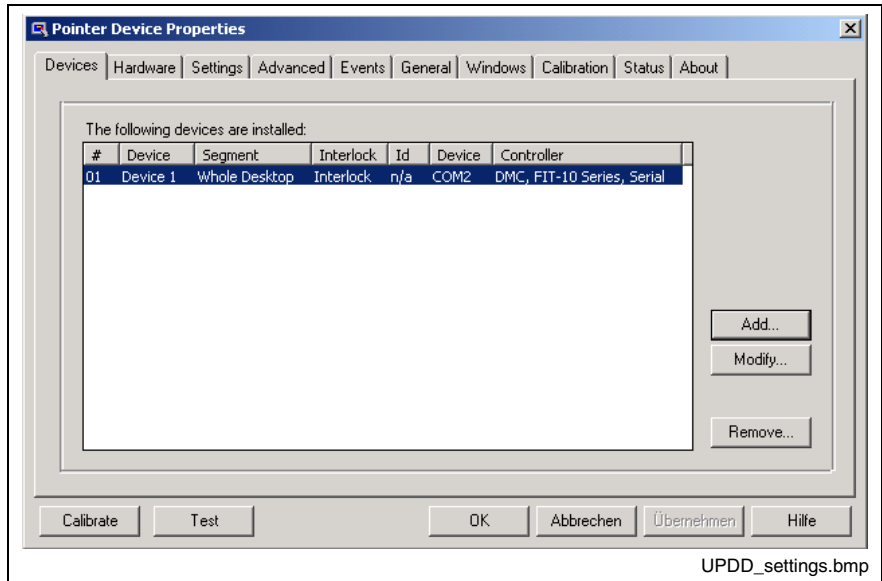 Pointer Device Properties
Devices Hardware Settings Advanced Events General Windows Calibration Status About
The following devices are installed:
# Device Segment Interlock Id Device Controller
01 Device 1 Whole Desktop Interlock n/a COM2 DMC, FIT-10 Series, Serial
Add...
Modify...
Remove...
Calibrate Test OK Abbrechen Übernehmen Hilfe
UPDD_settings.bmp